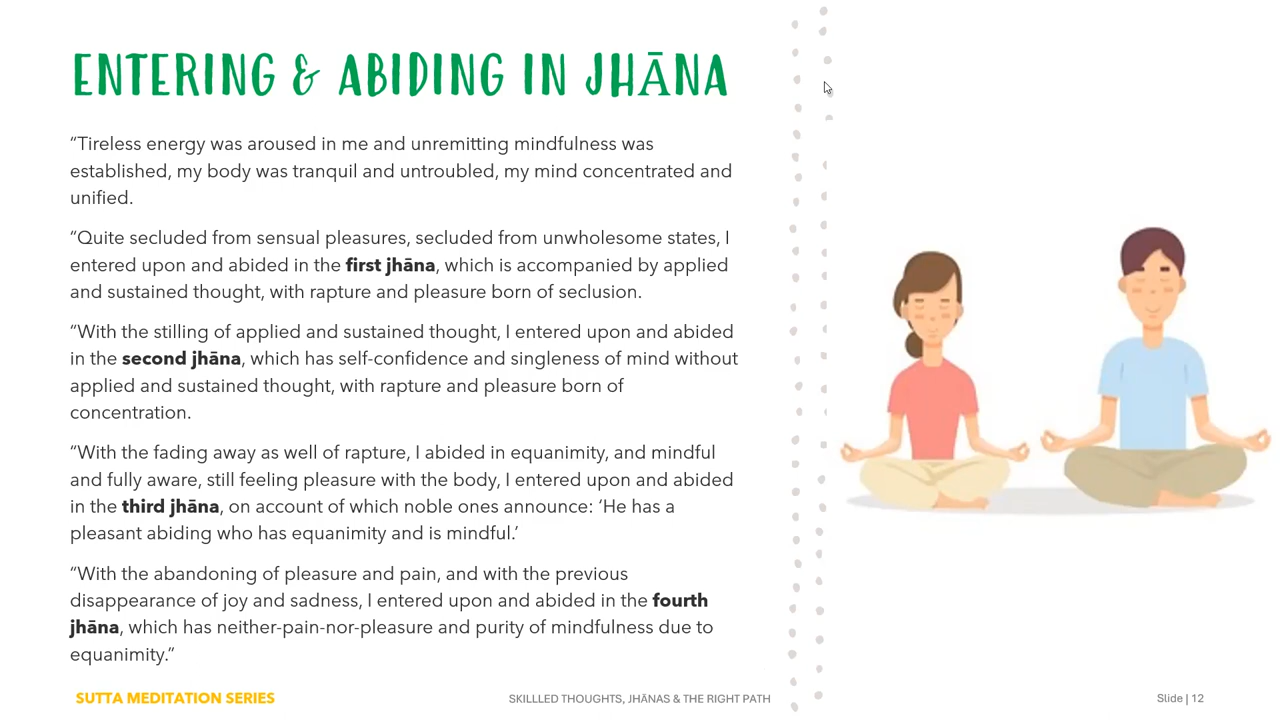 ENTERING & ABIDING IN JHĀNA
“Tireless energy was aroused in me and unremitting mindfulness was
established, my body was tranquil and untroubled, my mind concentrated and
unified.
“Quite secluded from sensual pleasures, secluded from unwholesome states, I
entered upon and abided in the first jhāna, which is accompanied by applied
and sustained thought, with rapture and pleasure born of seclusion.
“With the stilling of applied and sustained thought, I entered upon and abided
in the second jhāna, which has self-confidence and singleness of mind without
applied and sustained thought, with rapture and pleasure born of
concentration.
“With the fading away as well of rapture, I abided in equanimity, and mindful
and fully aware, still feeling pleasure with the body, I entered upon and abided
in the third jhāna, on account of which noble ones announce: ‘He has a
pleasant abiding who has equanimity and is mindful.’
“With the abandoning of pleasure and pain, and with the previous
disappearance of joy and sadness, I entered upon and abided in the fourth
jhāna, which has neither-pain-nor-pleasure and purity of mindfulness due to
equanimity.”
SUTTA MEDITATION SERIES
SKILLLED THOUGHTS, JHĀNAS & THE RIGHT PATH
Slide | 12